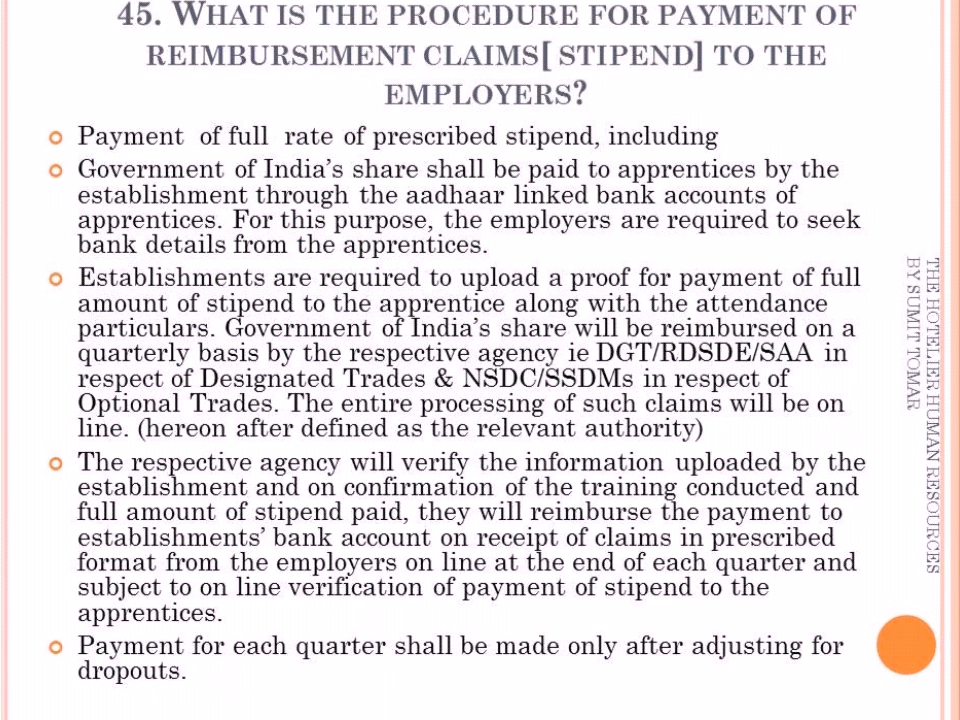 45. WHAT IS THE PROCEDURE FOR PAYMENT OF
REIMBURSEMENT CLAIMS[ STIPEND] TO THE
EMPLOYERS?
Payment of full rate of prescribed stipend, including
Government of India's share shall be paid to apprentices by the
establishment through the aadhaar linked bank accounts of
apprentices. For this purpose, the employers are required to seek
bank details from the apprentices.
Establishments are required to upload a proof for payment of full
amount of stipend to the apprentice along with the attendance
particulars. Government of India's share will be reimbursed on a
quarterly basis by the respective agency ie DGT/RDSDE/SAA in
respect of Designated Trades & NSDC/SSDMs in respect of
Optional Trades. The entire processing of such claims will be on
line. (hereon after defined as the relevant authority)
The respective agency will verify the information uploaded by the
establishment and on confirmation of the training conducted and
full amount of stipend paid, they will reimburse the payment to
establishments' bank account on receipt of claims in prescribed
format from the employers on line at the end of each quarter and
subject to on line verification of payment of stipend to the
apprentices.
Payment for each quarter shall be made only after adjusting for
dropouts.
THE HOTELIER HUMAN RESOURCES
BY SUMIT TOMAR